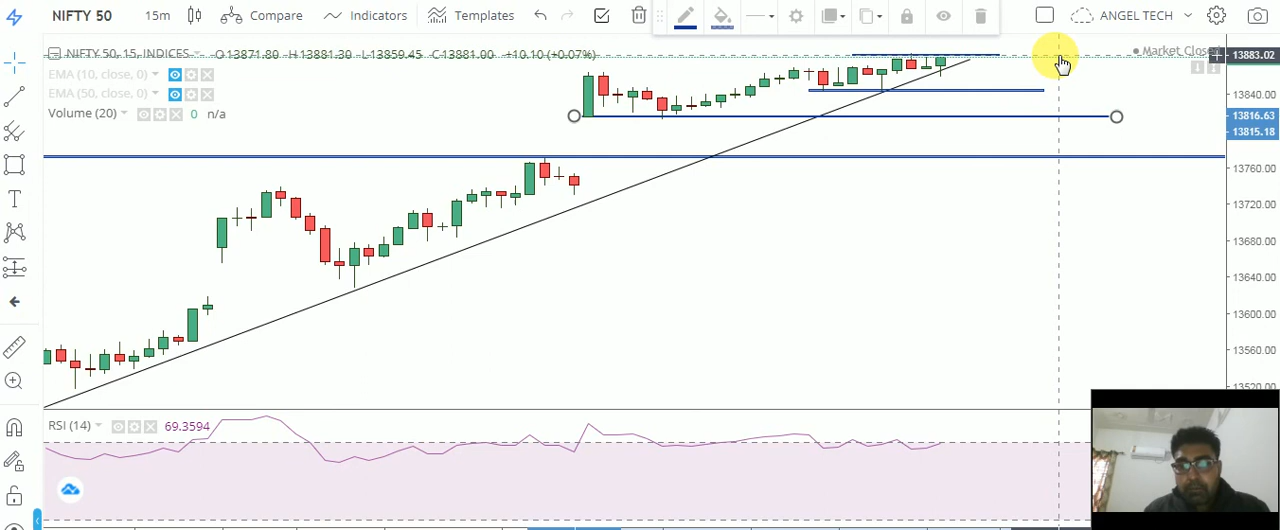 NIFTY 50 15m Compare Indicators Templates ANGEL TECH
NIFTY 50, 15, INDICES O13871.80 H13881.30 L13859.45 C13881.00 +10.10 (+0.07%)
Market Closed
13883.02
EMA (10, close, 0)
EMA (50, close, 0)
13840.00
Volume (20) 0 n/a
13816.63
13815.18
13760.00
13720.00
13680.00
13640.00
13600.00
13560.00
13520.00
RSI (14) 69.3594